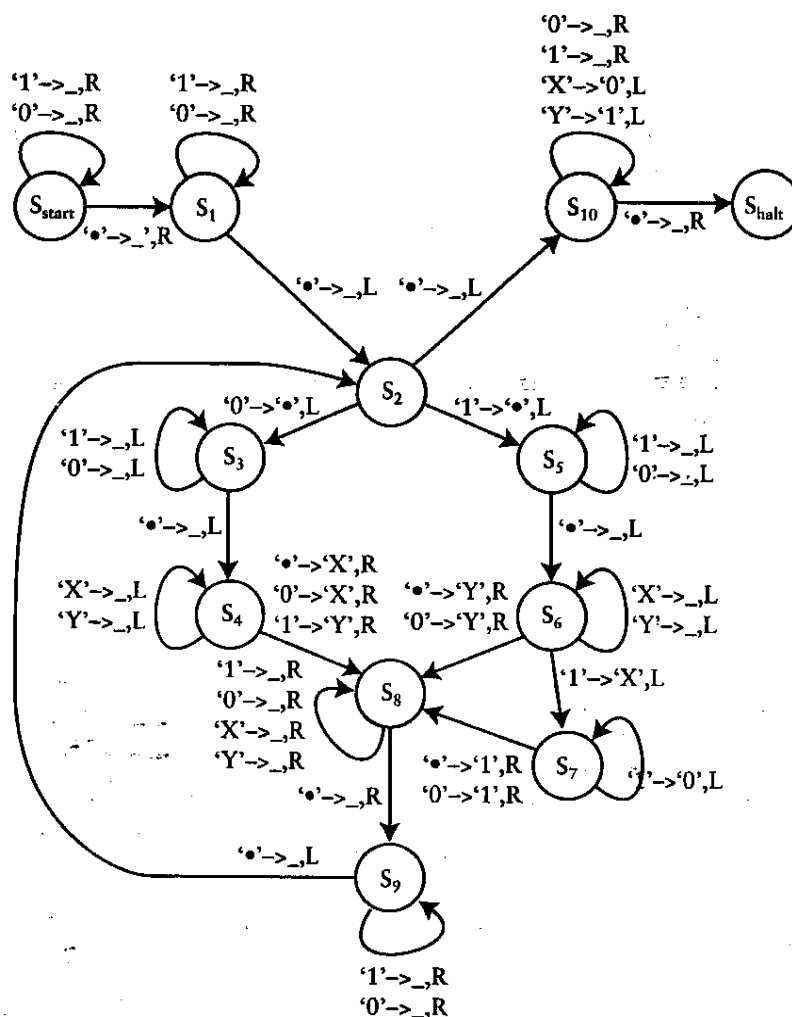 ‘0’->_,R
‘1’->_,R
‘X’->‘0’,L
‘Y’->‘1’,L
‘1’->_,R
‘0’->_,R
‘1’->_,R
‘0’->_,R
Sstart
S1
S10
Shalt
‘•’->_’,R
‘•’->_,R
‘•’->_,L
‘•’->_,L
S2
‘0’->‘•’,L
‘1’->‘•’,L
‘1’->_,L
‘0’->_,L
S3
S5
‘1’->_,L
‘0’->_,L
‘•’->_,L
‘•’->_,L
‘X’->_,L
‘Y’->_,L
S4
‘•’->‘X’,R
‘0’->‘X’,R
‘1’->‘Y’,R
‘•’->‘Y’,R
‘0’->‘Y’,R
S6
‘X’->_,L
‘Y’->_,L
‘1’->_,R
‘0’->_,R
‘X’->_,R
‘Y’->_,R
S8
‘1’->‘X’,L
‘•’->‘1’,R
‘0’->‘1’,R
S7
‘1’->‘0’,L
‘•’->_,R
‘•’->_,L
S9
‘1’->_,R
‘0’->_,R